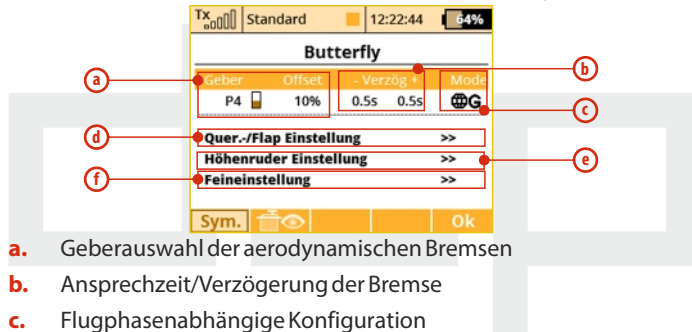 Tx Standard 12:22:44 64%
Butterfly
Geber Offset - Verzög + Mode
P4 10% 0.5s 0.5s G
Quer.-/Flap Einstellung >>
Höhenruder Einstellung >>
Feineinstellung >>
Sym. Ok
a
b
c
d
e
f
a. Geberauswahl der aerodynamischen Bremsen
b. Ansprechzeit/Verzögerung der Bremse
c. Flugphasenabhängige Konfiguration